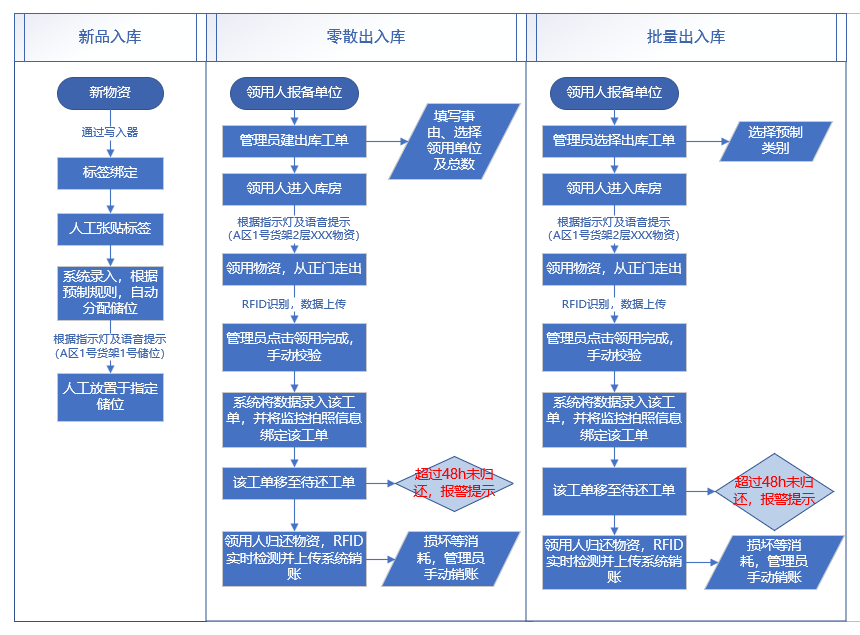 新品入库
零散出入库
批量出入库
新物资
通过写入器
标签绑定
人工张贴标签
系统录入，根据
预制规则，自动
分配储位
根据指示灯及语音提示
(A区1号货架1号储位)
人工放置于指定
储位
领用人报备单位
管理员建出库工单
填写事
由、选择
领用单位
及总数
领用人进入库房
根据指示灯及语音提示
(A区1号货架2层XXX物资)
领用物资，从正门走出
RFID识别，数据上传
管理员点击领用完成，
手动校验
系统将数据录入该工
单，并将监控拍照信息
绑定该工单
该工单移至待还工单
超过48h未归
还，报警提示
领用人归还物资，RFID
实时检测并上传系统销
账
损坏等消
耗，管理员
手动销账
领用人报备单位
管理员选择出库工单
选择预制
类别
领用人进入库房
根据指示灯及语音提示
(A区1号货架2层XXX物资)
领用物资，从正门走出
RFID识别，数据上传
管理员点击领用完成，
手动校验
系统将数据录入该工
单，并将监控拍照信息
绑定该工单
该工单移至待还工单
超过48h未归
还，报警提示
领用人归还物资，RFID
实时检测并上传系统销
账
损坏等消
耗，管理员
手动销账